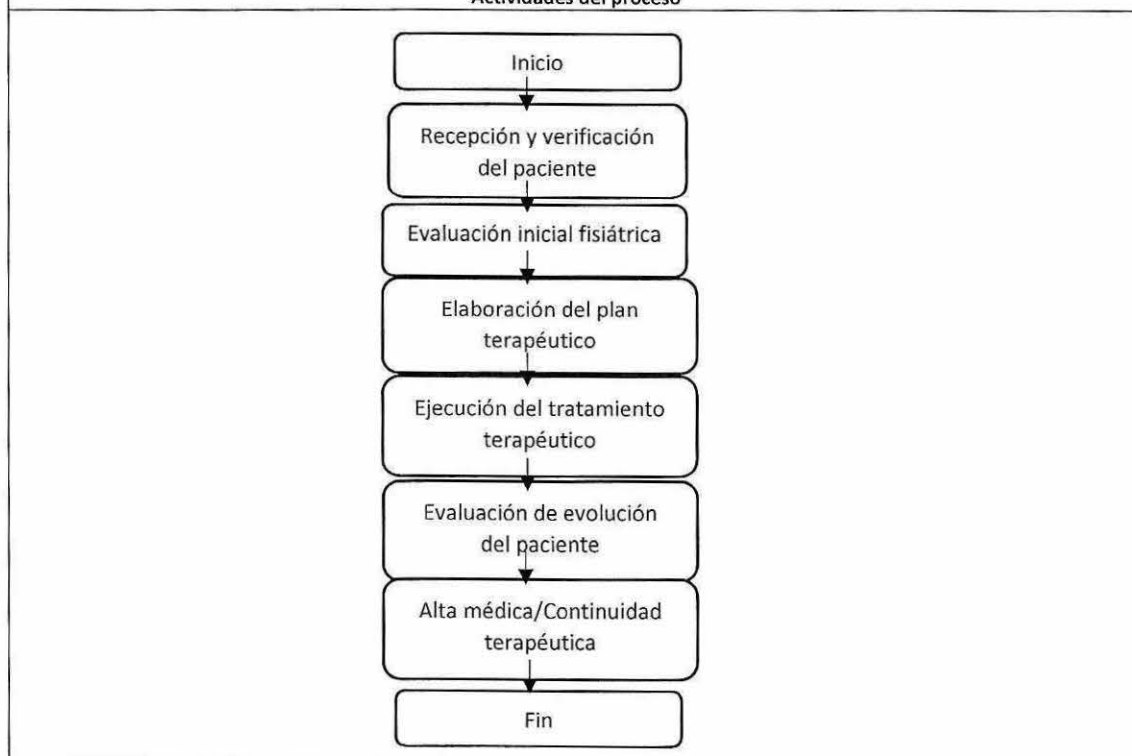 Actividades del proceso
Inicio
Recepción y verificación
del paciente
Evaluación inicial fisiátrica
Elaboración del plan
terapéutico
Ejecución del tratamiento
terapéutico
Evaluación de evolución
del paciente
Alta médica/Continuidad
terapéutica
Fin